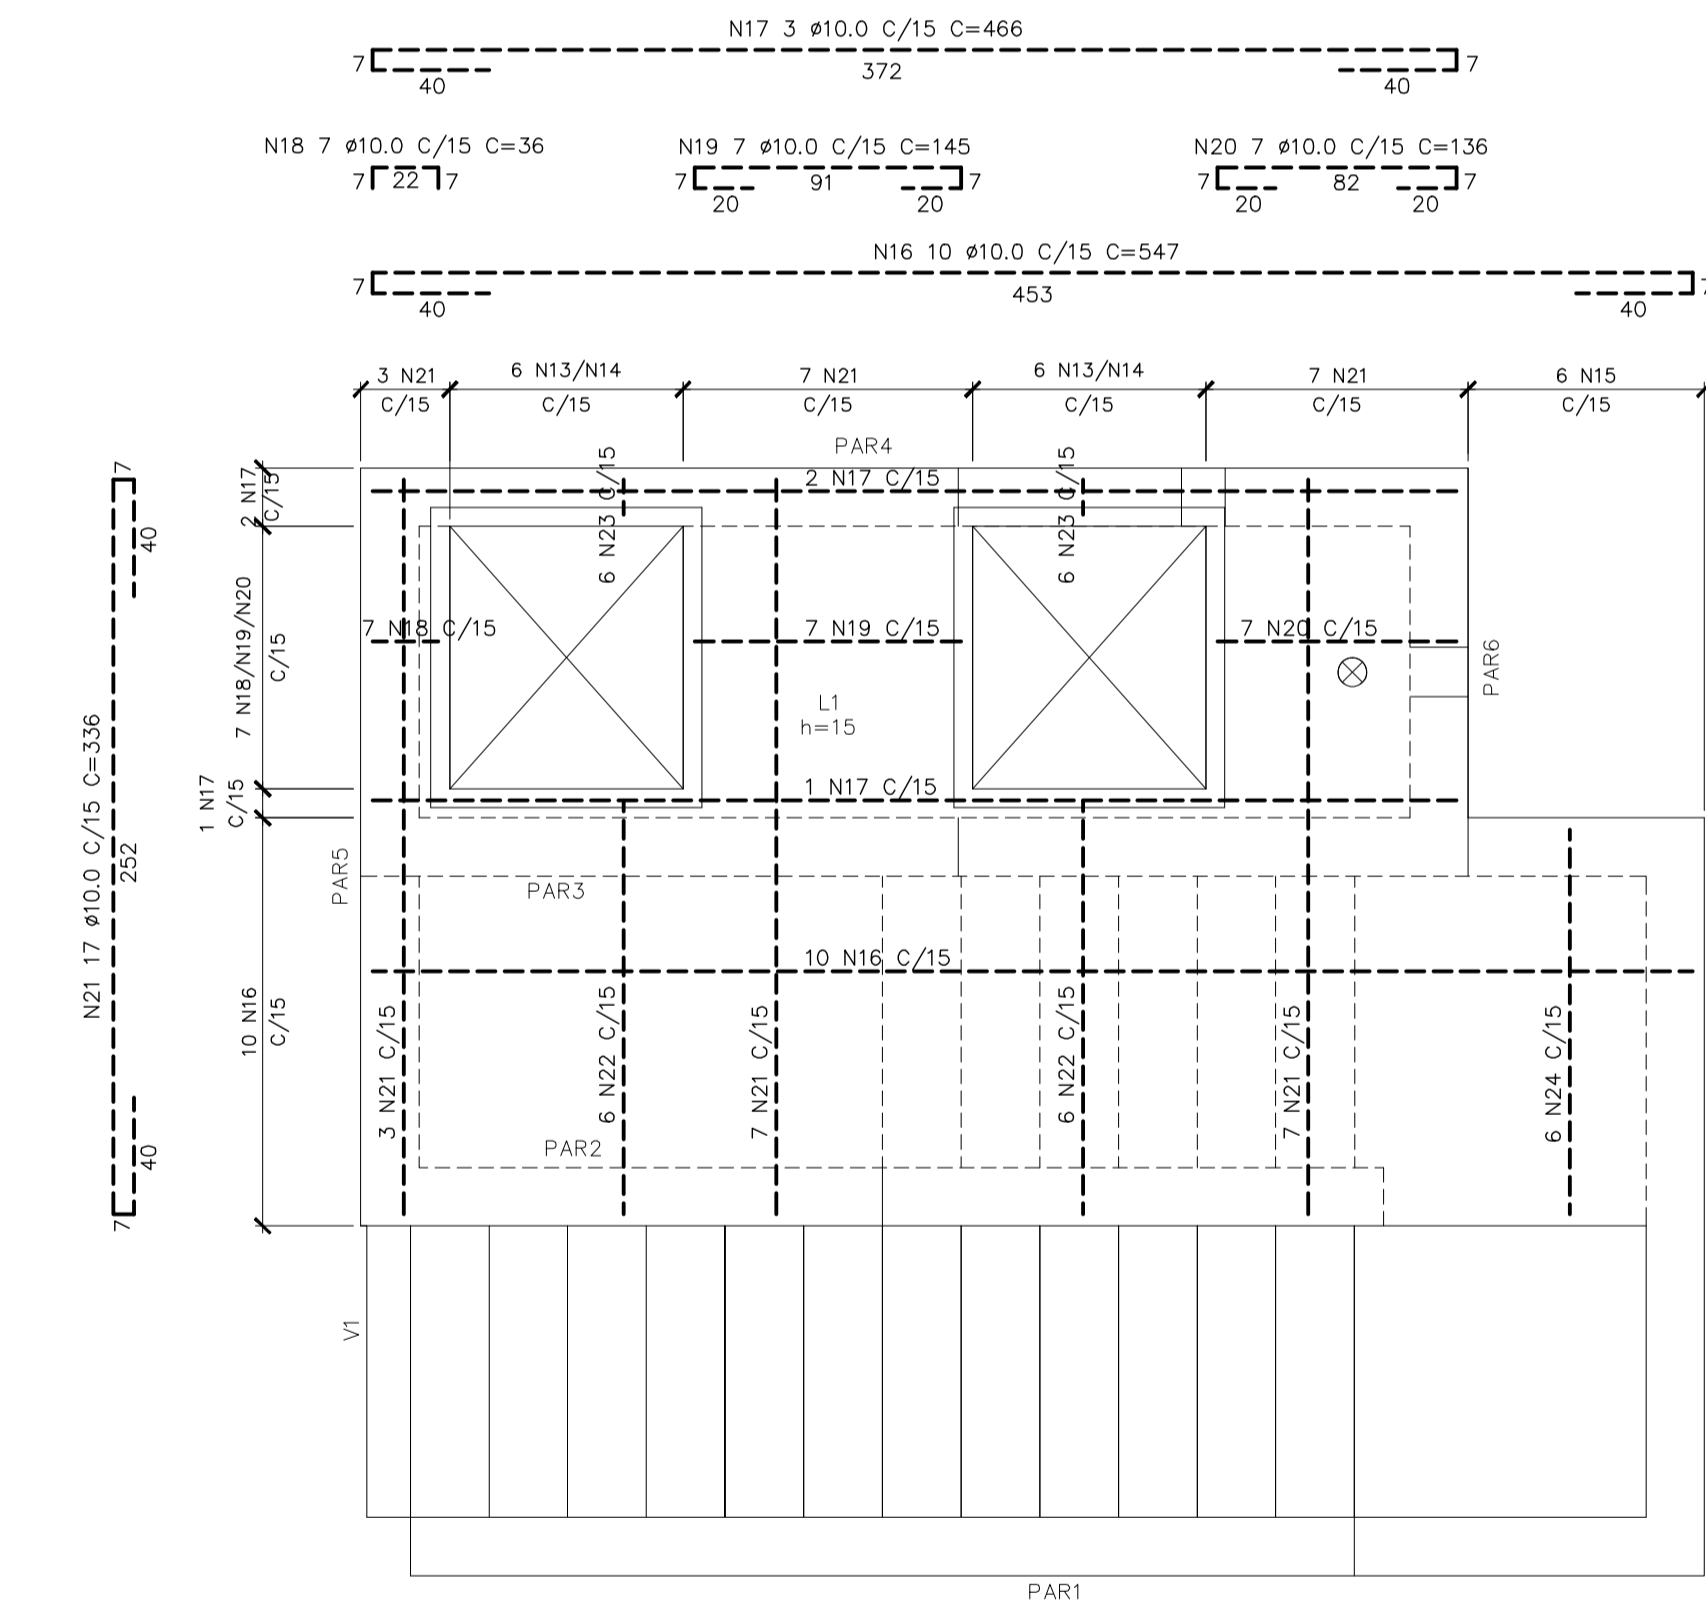 N17 3 ø10.0 C/15 C=466
7
372
7
40
40
N18 7 ø10.0 C/15 C=36
N19 7 ø10.0 C/15 C=145
N20 7 ø10.0 C/15 C=136
7
22
7
7
91
7
7
82
7
20
20
20
20
N16 10 ø10.0 C/15 C=547
7
453
7
40
40
3 N21
6 N13/N14
7 N21
6 N13/N14
7 N21
6 N15
C/15
C/15
C/15
C/15
C/15
C/15
PAR4
7
40
N21 17 ø10.0 C/15 C=336
252
40
7
2 N17
C/15
7 N18/N19/N20
C/15
1 N17
C/15
10 N16
C/15
2 N17 C/15
6 N23 C/15
6 N23 C/15
7 N18 C/15
7 N19 C/15
7 N20 C/15
L1
h=15
PAR6
1 N17 C/15
PAR5
PAR3
10 N16 C/15
3 N21 C/15
6 N22 C/15
7 N21 C/15
6 N22 C/15
7 N21 C/15
6 N24 C/15
PAR2
V1
PAR1